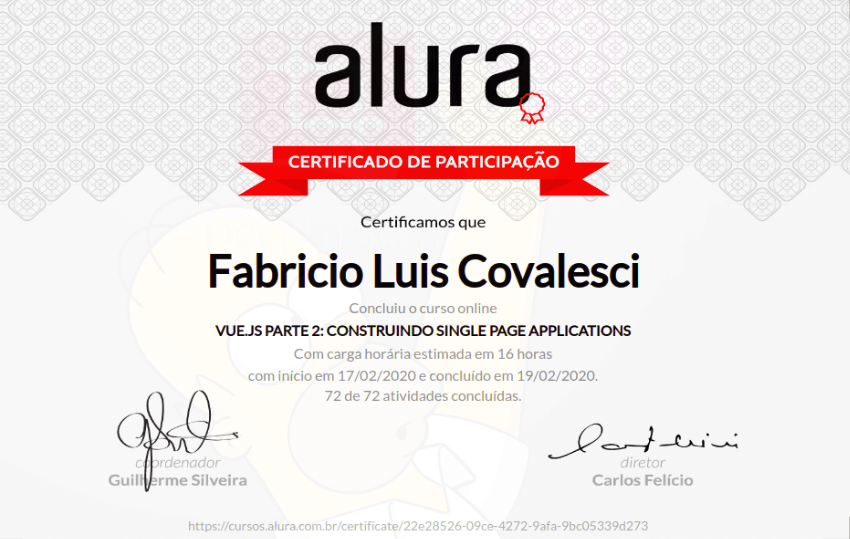 alura
CERTIFICADO DE PARTICIPAÇÃO
Certificamos que
Fabricio Luis Covalesci
Concluiu o curso online
VUE.JS PARTE 2: CONSTRUINDO SINGLE PAGE APPLICATIONS
Com carga horária estimada em 16 horas
com início em 17/02/2020 e concluído em 19/02/2020.
72 de 72 atividades concluídas.
coordenador
Guilherme Silveira
diretor
Carlos Felício
https://cursos.alura.com.br/certificate/22e28526-09ce-4272-9afa-9bc05339d273